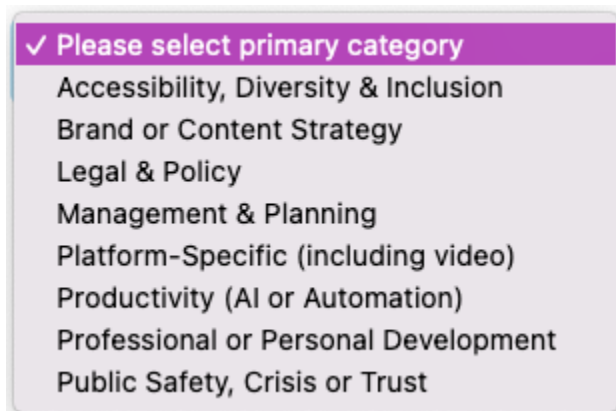 ✓ Please select primary category
Accessibility, Diversity & Inclusion
Brand or Content Strategy
Legal & Policy
Management & Planning
Platform-Specific (including video)
Productivity (AI or Automation)
Professional or Personal Development
Public Safety, Crisis or Trust